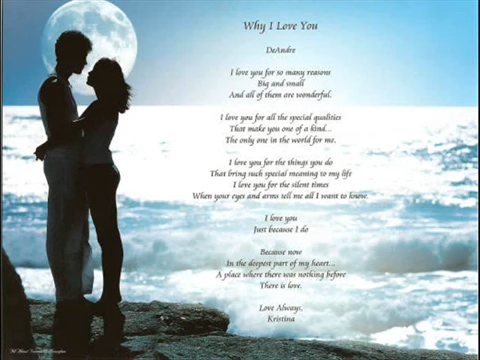 Why I Love You
DeAndre
I love you for so many reasons
Big and small
And all of them are wonderful.
I love you for all the special qualities
That make you one of a kind...
The only one in the world for me.
I love you for the things you do
That bring such special meaning to my life
I love you for the silent times
When your eyes and arms tell me all I want to know.
I love you
Just because I do
Because now
In the deepest part of my heart...
A place where there was nothing before
There is love.
Love Always,
Kristina